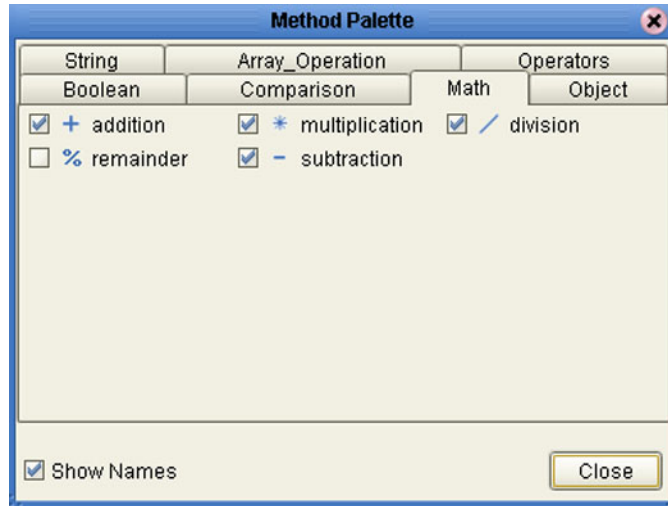 Method Palette
String Array_Operation Operators
Boolean Comparison Math Object
+ addition * multiplication / division
% remainder - subtraction
Show Names Close